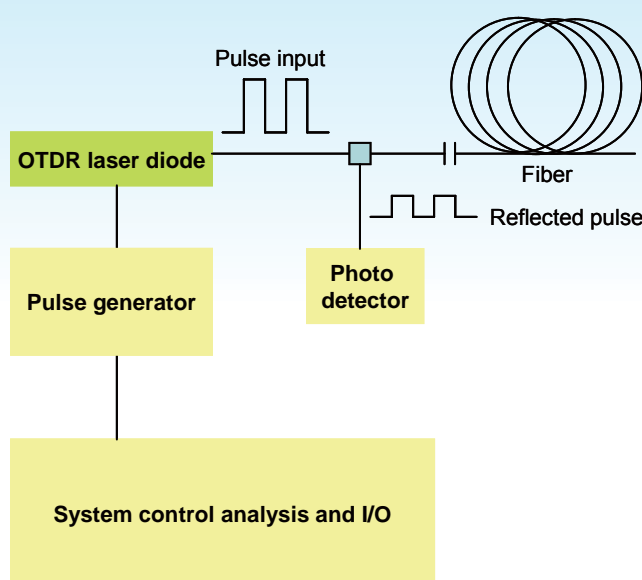 Pulse input
OTDR laser diode
Fiber
Reflected pulse
Photo
detector
Pulse generator
System control analysis and I/O